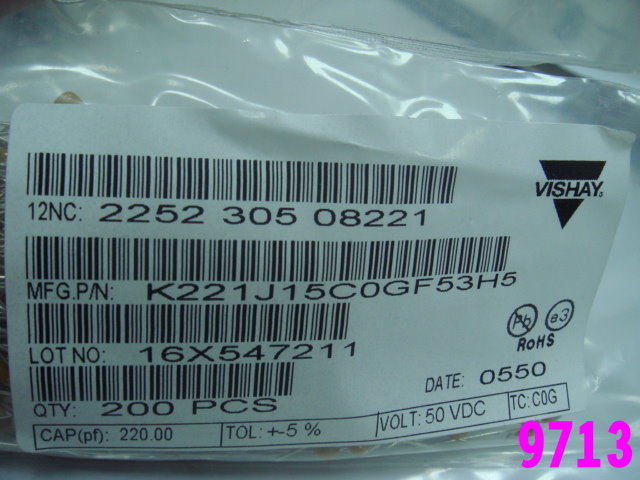 VISHAY
12NC: 2252 305 08221
MFG.P/N: K221J15C0GF53H5
Pb e3
RoHS
LOT NO: 16X547211
DATE: 0550
QTY: 200 PCS
CAP(pf): 220.00 TOL: +-5 % VOLT: 50 VDC TC: C0G
9713